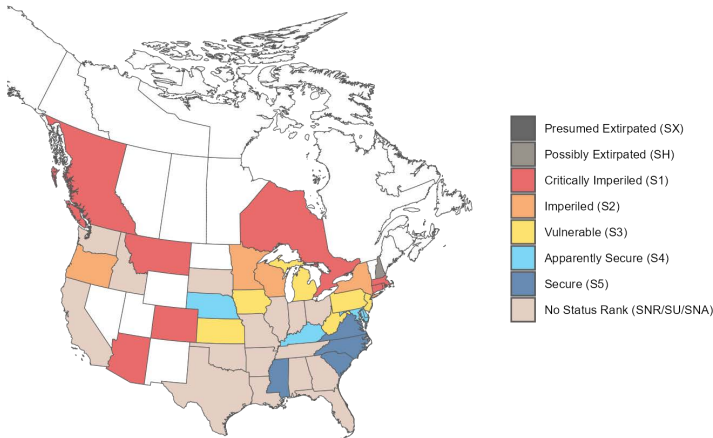 Presumed Extirpated (SX)
Possibly Extirpated (SH)
Critically Imperiled (S1)
Imperiled (S2)
Vulnerable (S3)
Apparently Secure (S4)
Secure (S5)
No Status Rank (SNR/SU/SNA)